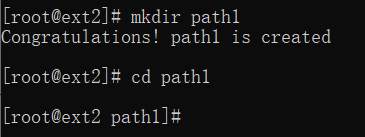 [root@ext2]# mkdir path1
Congratulations! path1 is created
[root@ext2]# cd path1
[root@ext2 path1]#